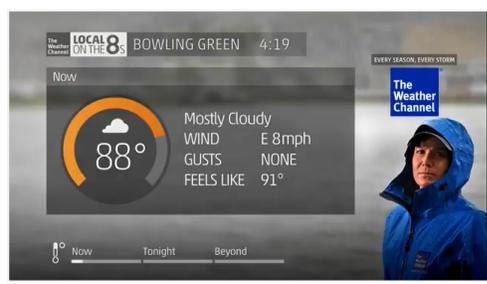 The
Weather
Channel
LOCAL
ON THE 8s
BOWLING GREEN 4:19
EVERY SEASON, EVERY STORM
The
Weather
Channel
Now
88°
Mostly Cloudy
WIND E 8mph
GUSTS NONE
FEELS LIKE 91°
Now Tonight Beyond